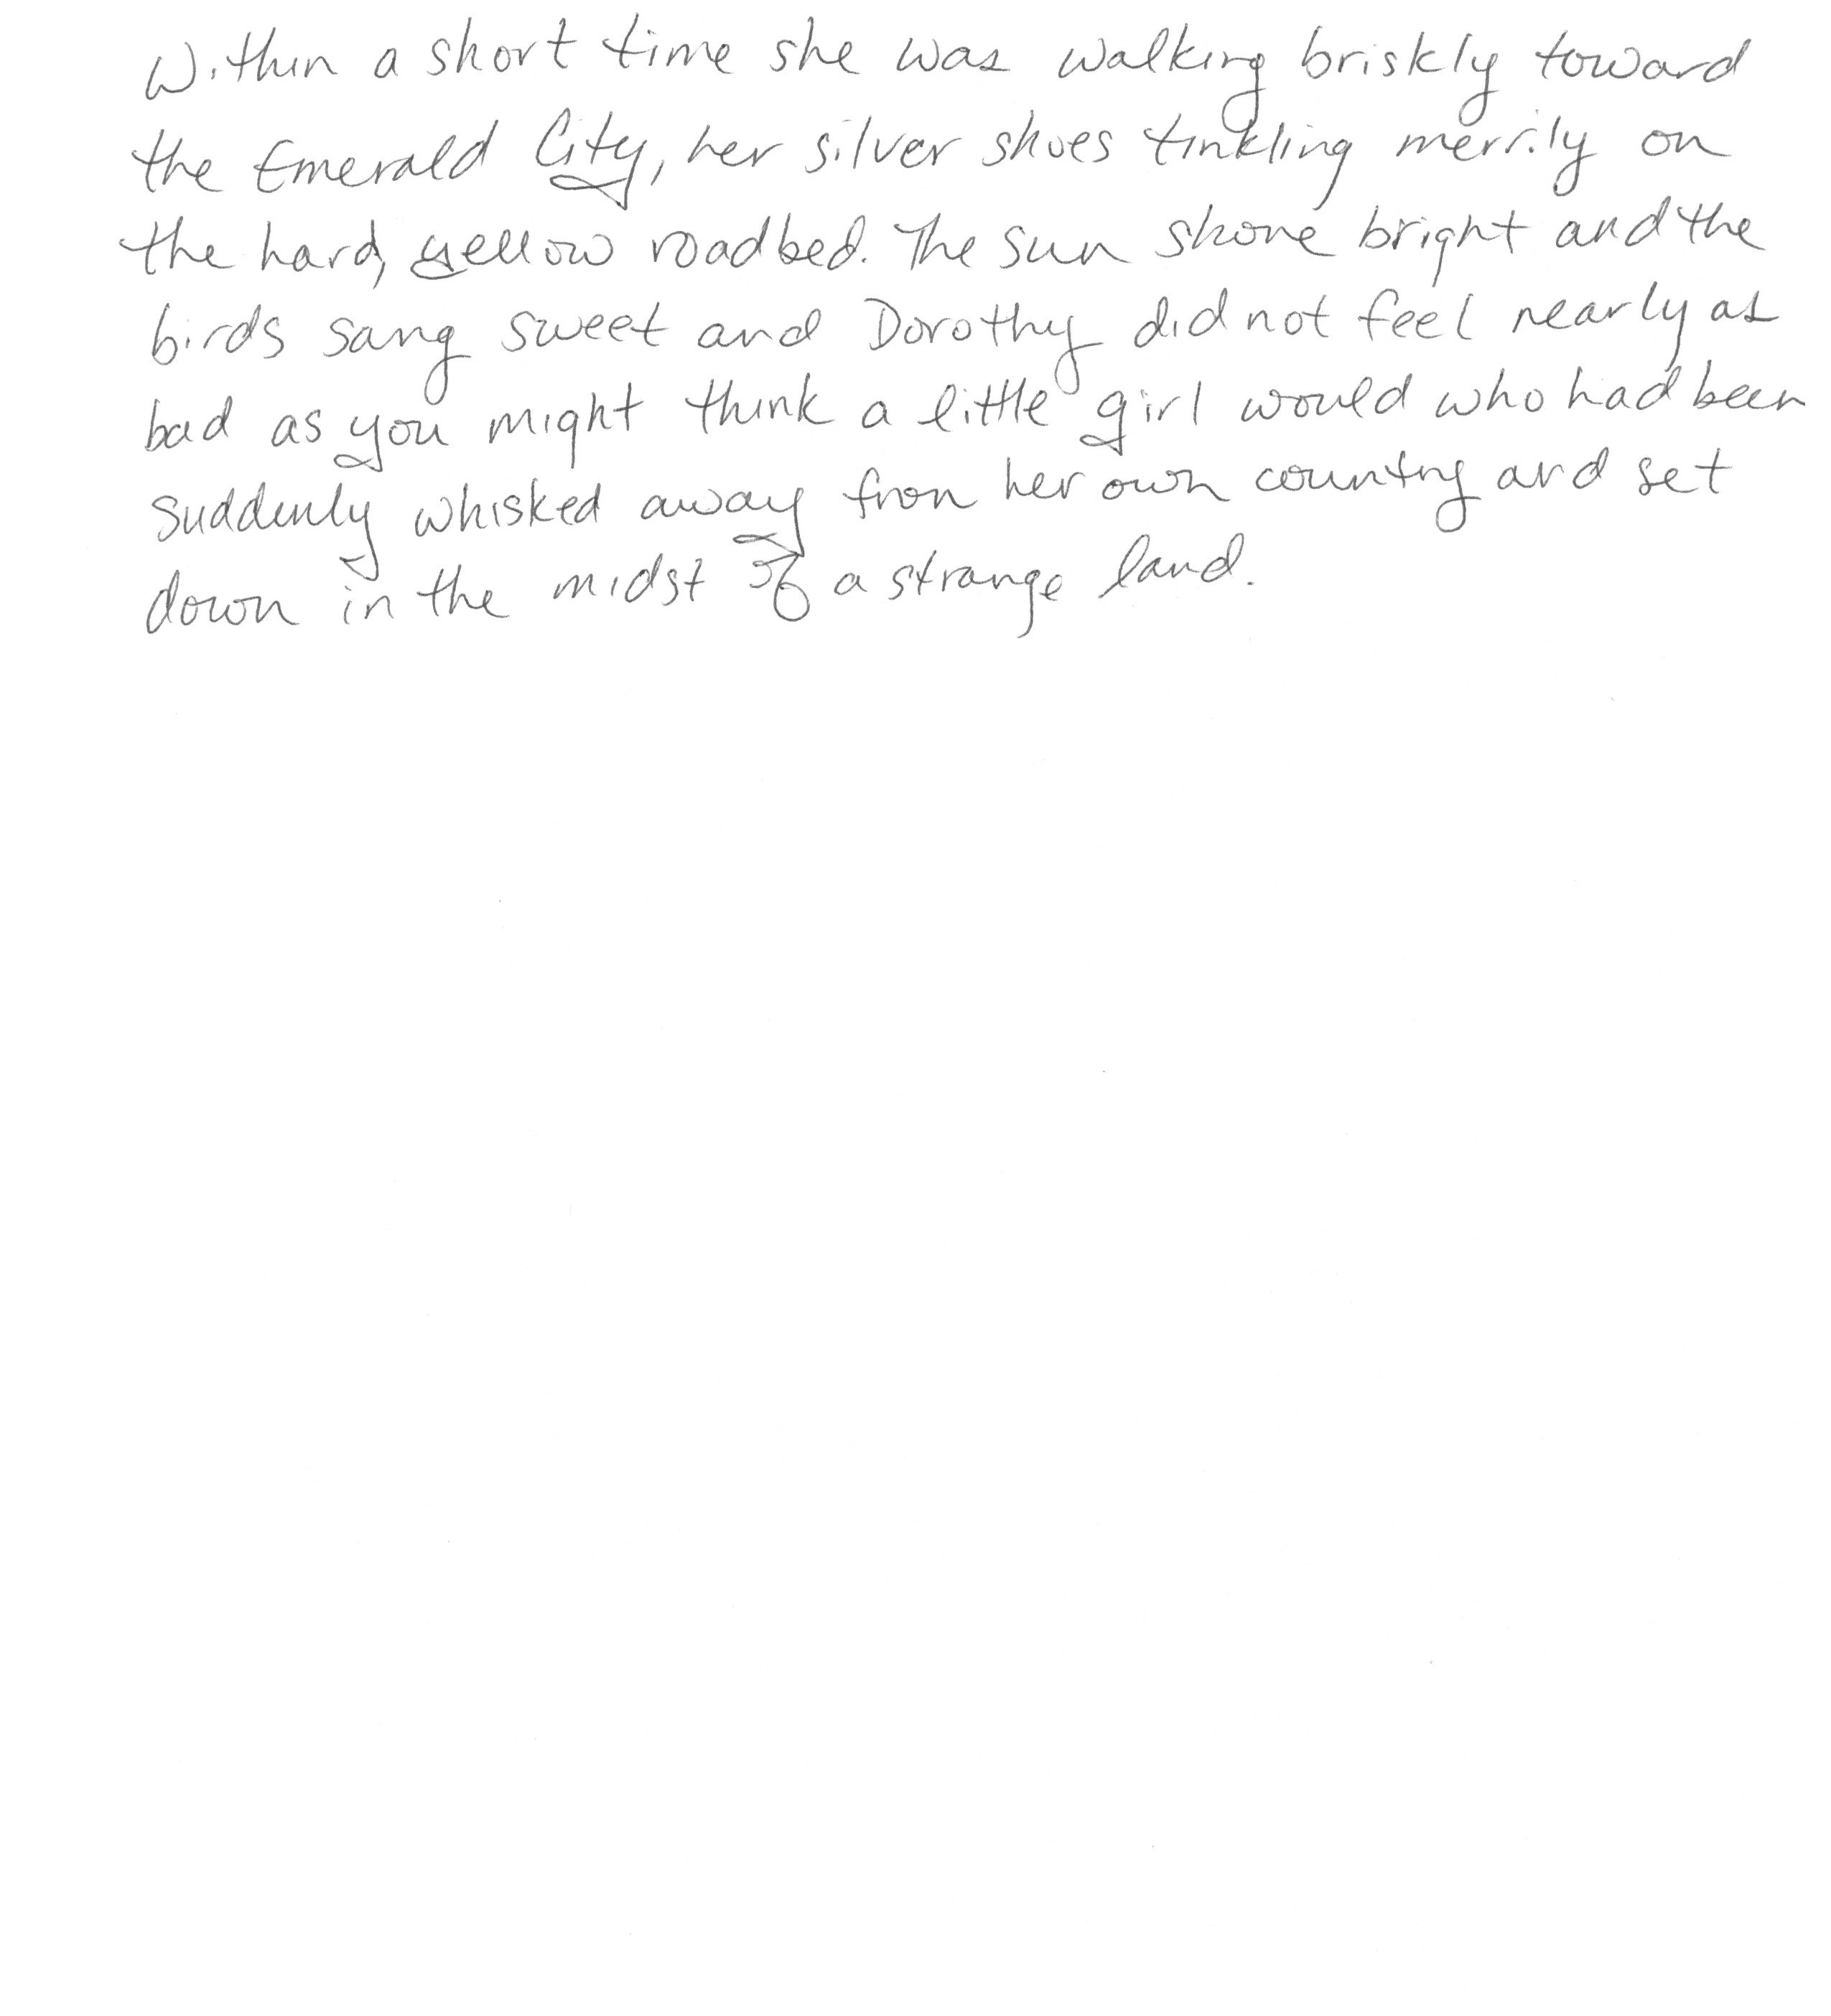 Within a short time she was walking briskly toward
the Emerald City, her silver shoes tinkling merrily on
the hard, yellow roadbed. The sun shone bright and the
birds sang sweet and Dorothy did not feel nearly as
bad as you might think a little girl would who had been
suddenly whisked away from her own country and set
down in the midst of a strange land.